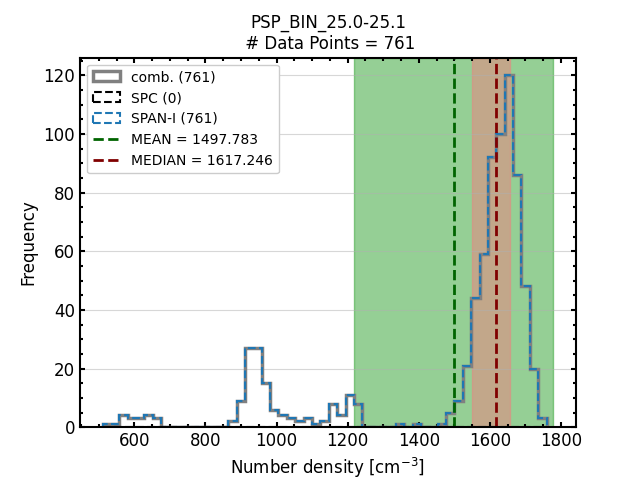 PSP_BIN_25.0-25.1
# Data Points = 761
comb. (761)
SPC (0)
SPAN-I (761)
MEAN = 1497.783
MEDIAN = 1617.246
120
100
80
60
40
20
0
Frequency
600 800 1000 1200 1400 1600 1800
Number density [cm⁻³]